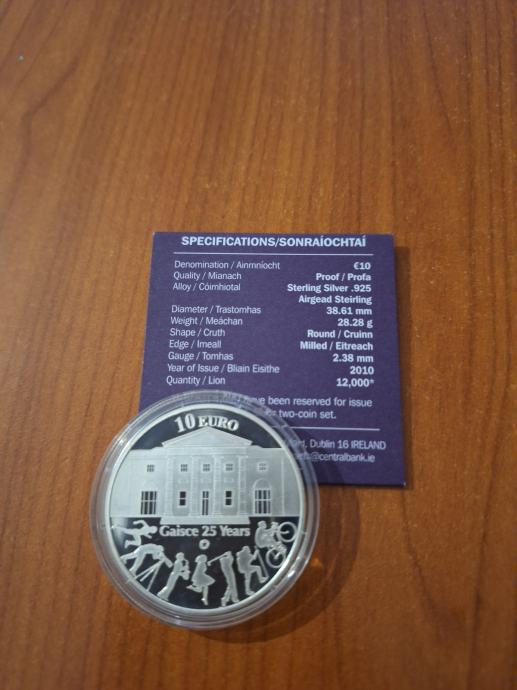 SPECIFICATIONS/SONRAÍOCHTAÍ
Denomination / Ainmníocht €10
Quality / Mianach Proof / Profa
Alloy / Cóimhiotal Sterling Silver .925
Airgead Steirling
Diameter / Trastomhas 38.61 mm
Weight / Meáchan 28.28 g
Shape / Cruth Round / Cruinn
Edge / Imeall Milled / Eitreach
Gauge / Tomhas 2.38 mm
Year of Issue / Bliain Eisithe 2010
Quantity / Lion 12,000*
have been reserved for issue
two-coin set.
Dublin 16 IRELAND
@centralbank.ie
10 EURO
Gaisce 25 Years